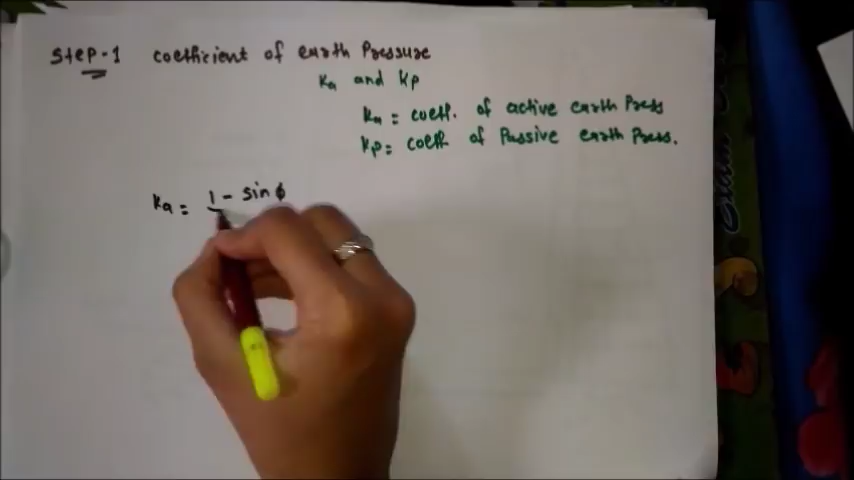 Step-1 coefficient of earth Pressure
Ka and Kp
Ka = coeff. of active earth Press
Kp = coeff of Passive earth Press.
Ka = 1 - sin φ